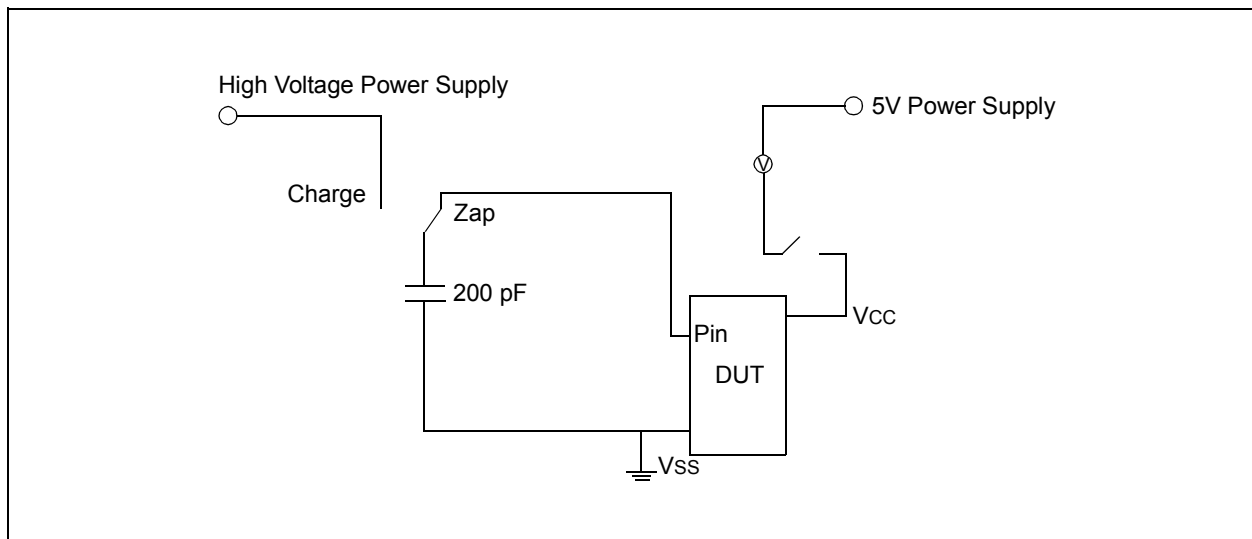 High Voltage Power Supply
5V Power Supply
V
Charge
Zap
200 pF
VCC
Pin
DUT
VSS